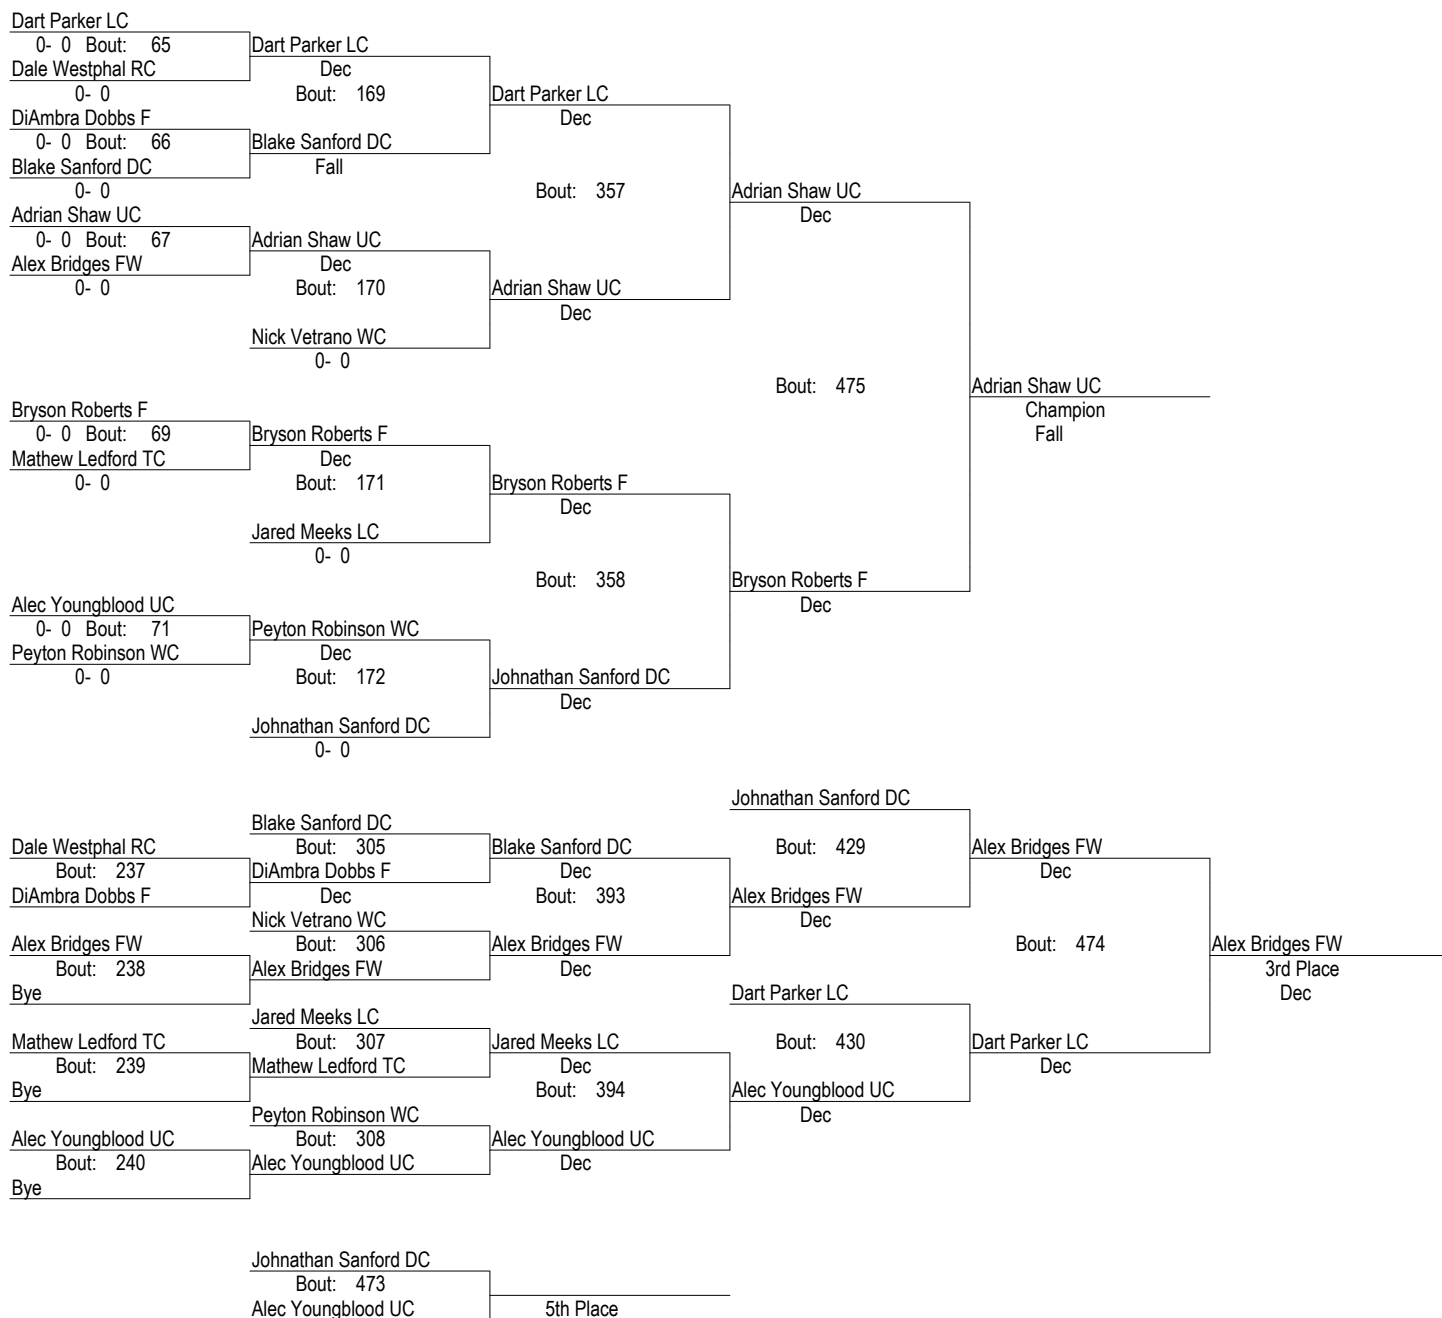 Dart Parker LC
0- 0 Bout: 65
Dart Parker LC
Dale Westphal RC
Dec
0- 0
Bout: 169
Dart Parker LC
DiAmbra Dobbs F
Dec
0- 0 Bout: 66
Blake Sanford DC
Blake Sanford DC
Fall
0- 0
Bout: 357
Adrian Shaw UC
Adrian Shaw UC
Dec
0- 0 Bout: 67
Adrian Shaw UC
Alex Bridges FW
Dec
0- 0
Bout: 170
Adrian Shaw UC
Dec
Nick Vetrano WC
0- 0
Bout: 475
Adrian Shaw UC
Bryson Roberts F
Champion
0- 0 Bout: 69
Bryson Roberts F
Fall
Mathew Ledford TC
Dec
0- 0
Bout: 171
Bryson Roberts F
Dec
Jared Meeks LC
0- 0
Bout: 358
Bryson Roberts F
Alec Youngblood UC
Dec
0- 0 Bout: 71
Peyton Robinson WC
Peyton Robinson WC
Dec
0- 0
Bout: 172
Johnathan Sanford DC
Dec
Johnathan Sanford DC
0- 0
Johnathan Sanford DC
Blake Sanford DC
Dale Westphal RC
Bout: 305
Blake Sanford DC
Bout: 429
Alex Bridges FW
Bout: 237
DiAmbra Dobbs F
Dec
Dec
DiAmbra Dobbs F
Dec
Bout: 393
Alex Bridges FW
Nick Vetrano WC
Dec
Alex Bridges FW
Bout: 306
Alex Bridges FW
Bout: 474
Alex Bridges FW
Bout: 238
Alex Bridges FW
Dec
3rd Place
Bye
Dart Parker LC
Dec
Jared Meeks LC
Mathew Ledford TC
Bout: 307
Jared Meeks LC
Bout: 430
Dart Parker LC
Bout: 239
Mathew Ledford TC
Dec
Dec
Bye
Bout: 394
Alec Youngblood UC
Peyton Robinson WC
Dec
Alec Youngblood UC
Bout: 308
Alec Youngblood UC
Bout: 240
Alec Youngblood UC
Dec
Bye
Johnathan Sanford DC
Bout: 473
Alec Youngblood UC
5th Place